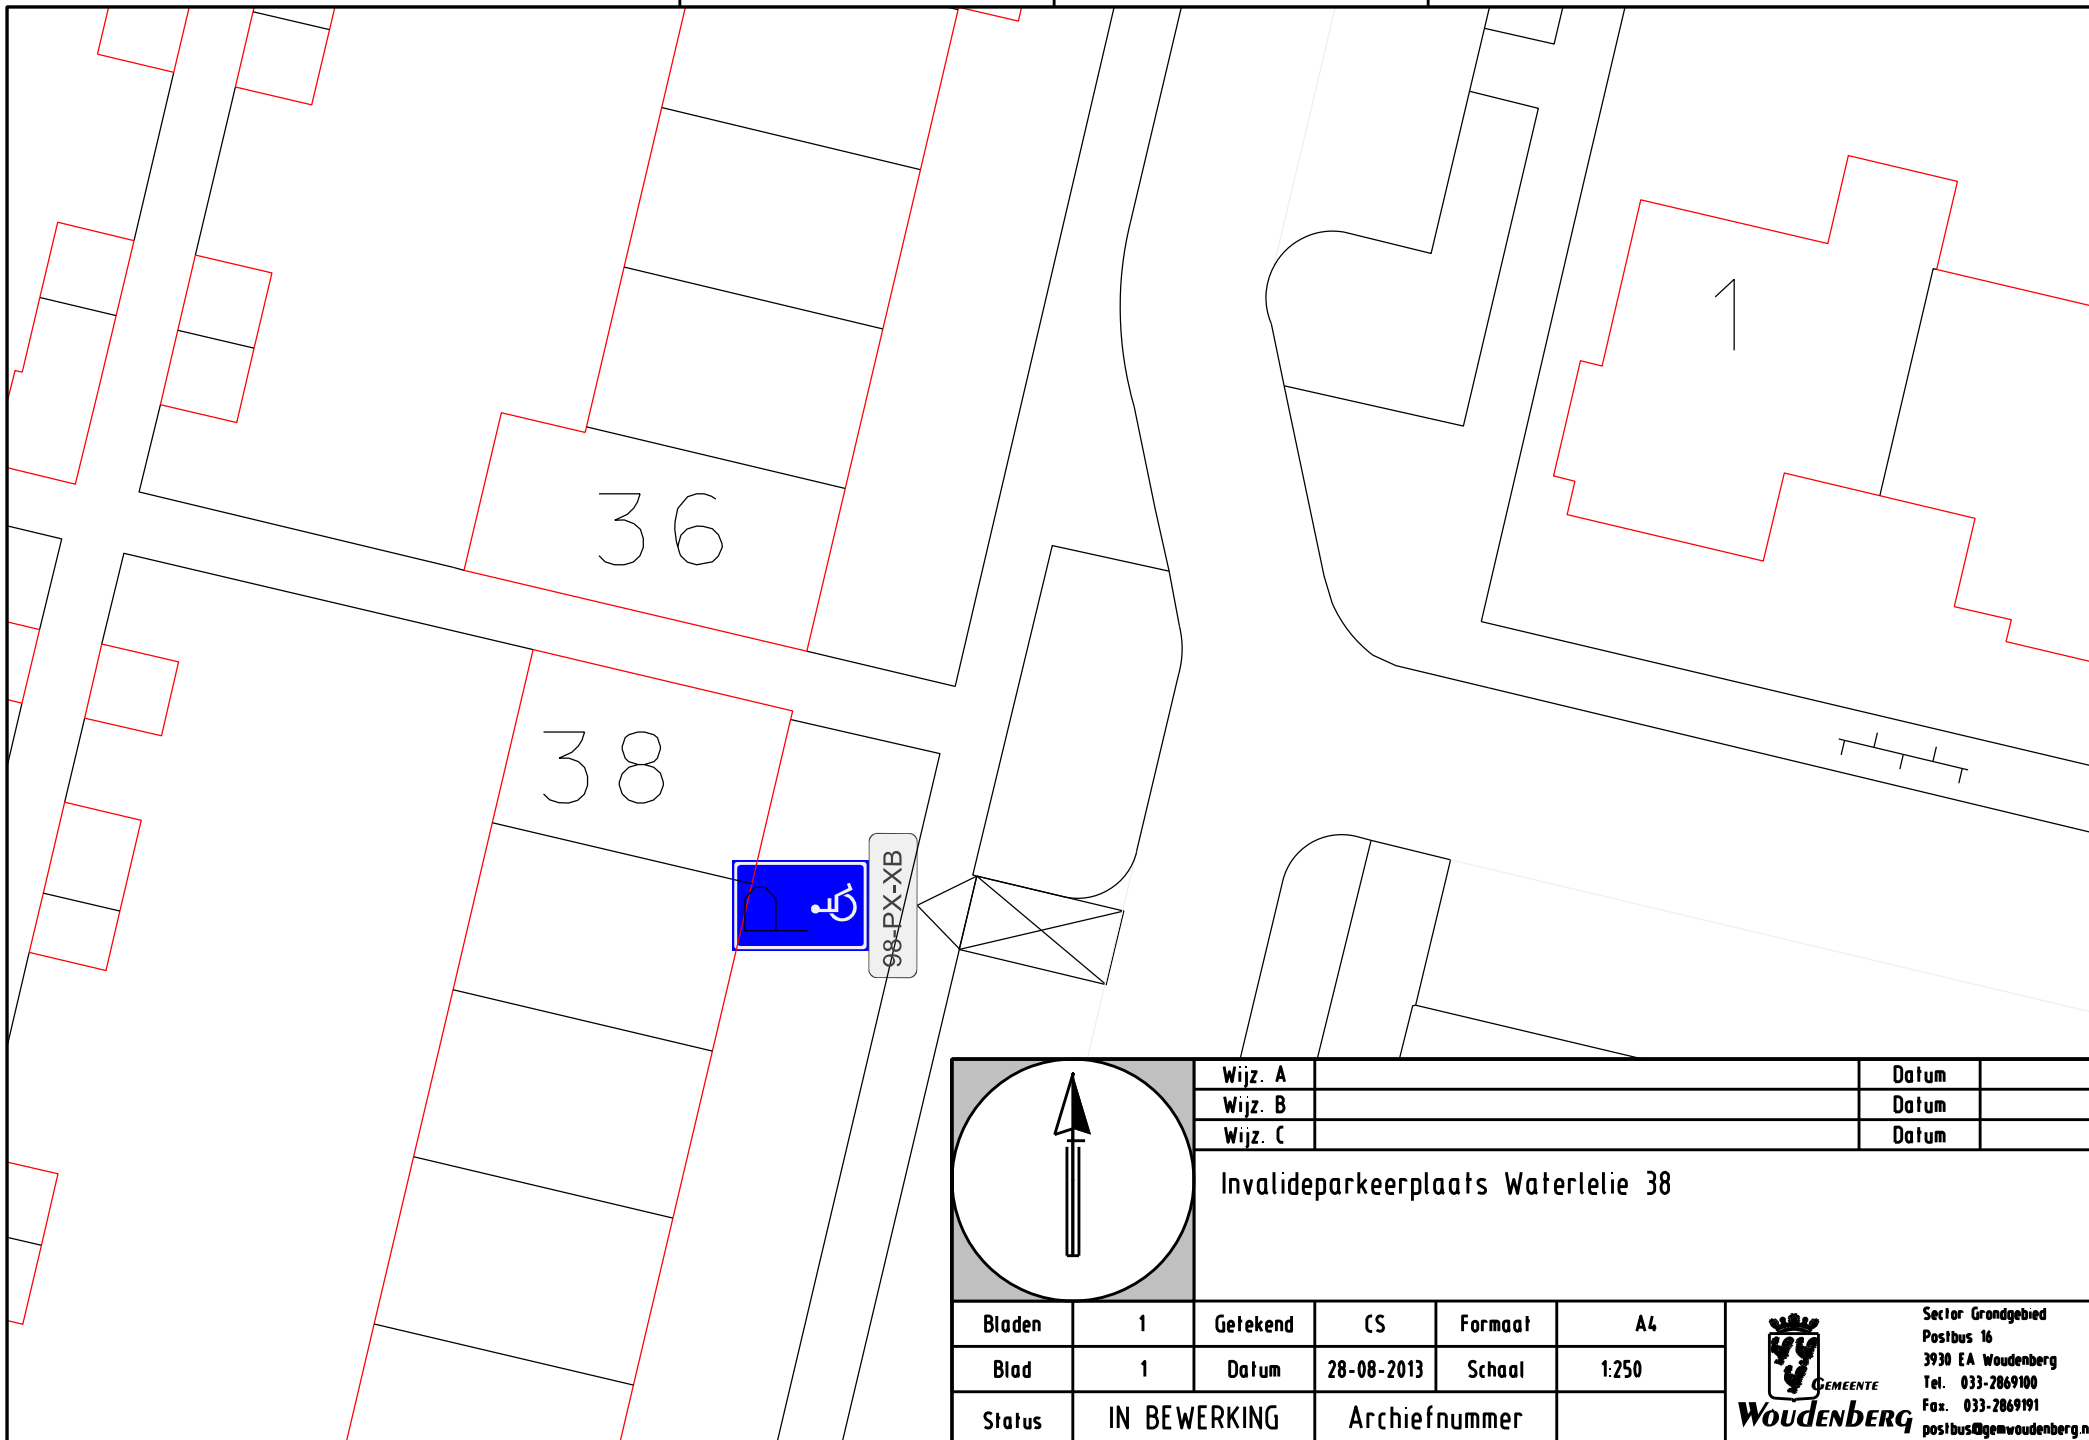 1
36
38
98-PX-XB
Wijz. A Datum
Wijz. B Datum
Wijz. C Datum
Invalideparkeerplaats Waterlelie 38
Bladen 1 Getekend CS Formaat A4
Blad 1 Datum 28-08-2013 Schaal 1:250
Status IN BEWERKING Archiefnummer
GEMEENTE
WOUDENBERG
Sector Grondgebied
Postbus 16
3930 EA Woudenberg
Tel. 033-2869100
Fax. 033-2869191
postbus@gemwoudenberg.n